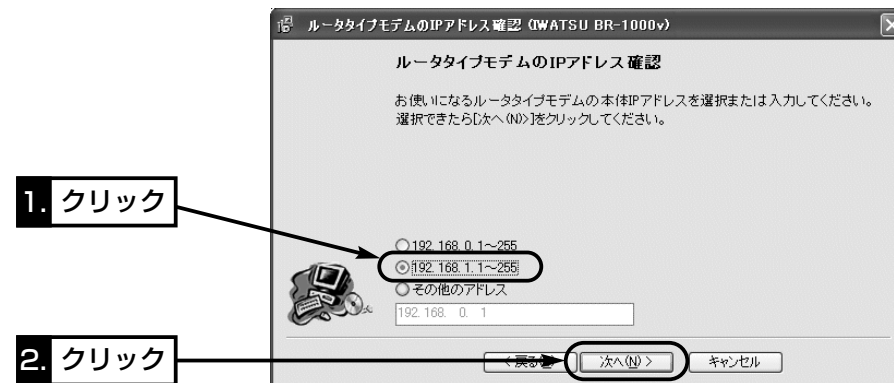 ルータタイプモデムのIPアドレス確認 (IWATSU BR-1000v)
ルータタイプモデムのIPアドレス確認
お使いになるルータタイプモデムの本体IPアドレスを選択または入力してください。
選択できたら[次へ(N)>]をクリックしてください。
1. クリック
192.168.0.1～255
192.168.1.1～255
その他のアドレス
192.168. 0. 1
2. クリック
< 戻る
次へ(N) >
キャンセル